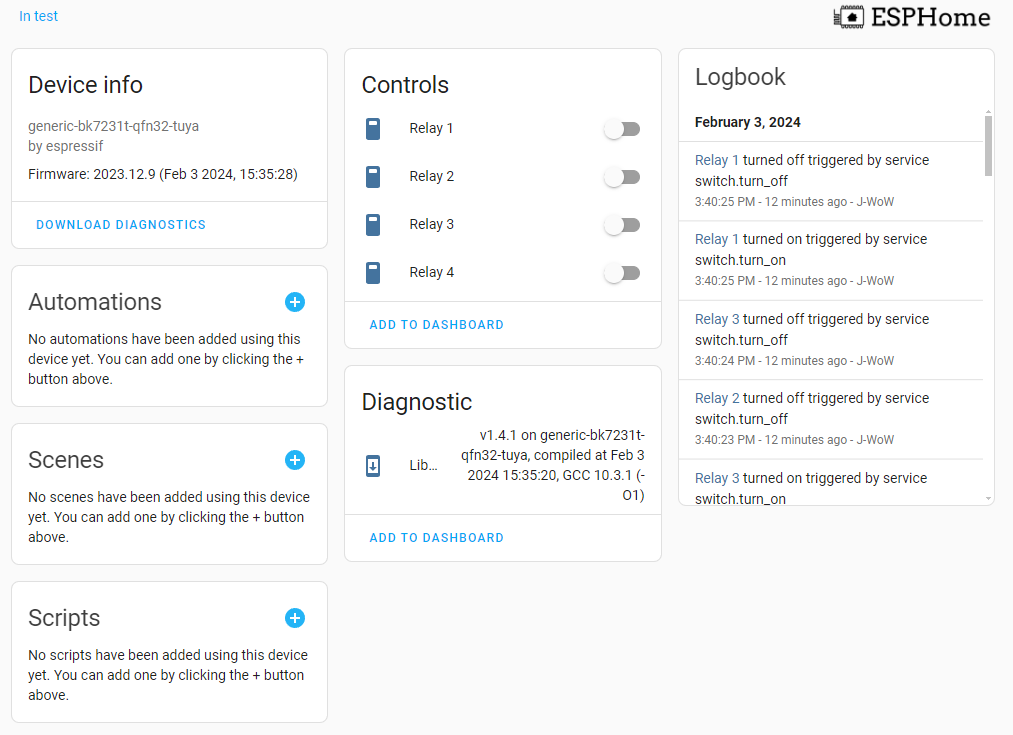 In test
ESPHome
Device info
generic-bk7231t-qfn32-tuya
by espressif
Firmware: 2023.12.9 (Feb 3 2024, 15:35:28)
DOWNLOAD DIAGNOSTICS
Automations
No automations have been added using this
device yet. You can add one by clicking the +
button above.
Scenes
No scenes have been added using this device
yet. You can add one by clicking the + button
above.
Scripts
No scripts have been added using this device
yet. You can add one by clicking the + button
above.
Controls
Relay 1
Relay 2
Relay 3
Relay 4
ADD TO DASHBOARD
Diagnostic
Lib...
v1.4.1 on generic-bk7231t-
qfn32-tuya, compiled at Feb 3
2024 15:35:20, GCC 10.3.1 (-
O1)
ADD TO DASHBOARD
Logbook
February 3, 2024
Relay 1 turned off triggered by service
switch.turn_off
3:40:25 PM - 12 minutes ago - J-WoW
Relay 1 turned on triggered by service
switch.turn_on
3:40:25 PM - 12 minutes ago - J-WoW
Relay 3 turned off triggered by service
switch.turn_off
3:40:24 PM - 12 minutes ago - J-WoW
Relay 2 turned off triggered by service
switch.turn_off
3:40:23 PM - 12 minutes ago - J-WoW
Relay 3 turned on triggered by service
switch.turn_on